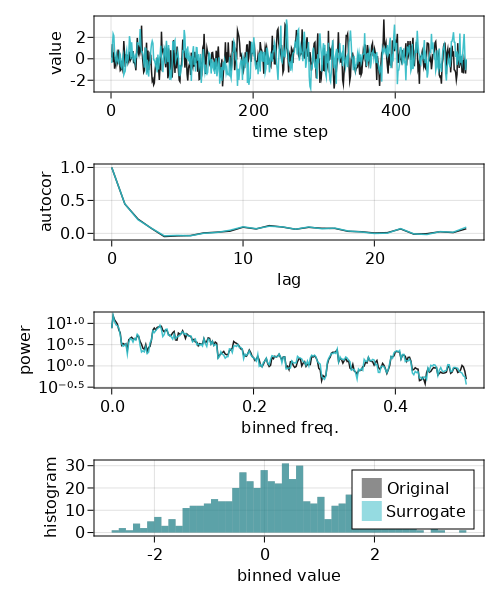 value
2
0
-2
0
200
400
time step
autocor
1.0
0.5
0.0
0
10
20
lag
power
10^1.0
10^0.5
10^0.0
10^−0.5
0.0
0.2
0.4
binned freq.
histogram
30
20
10
0
Original
Surrogate
-2
0
2
binned value